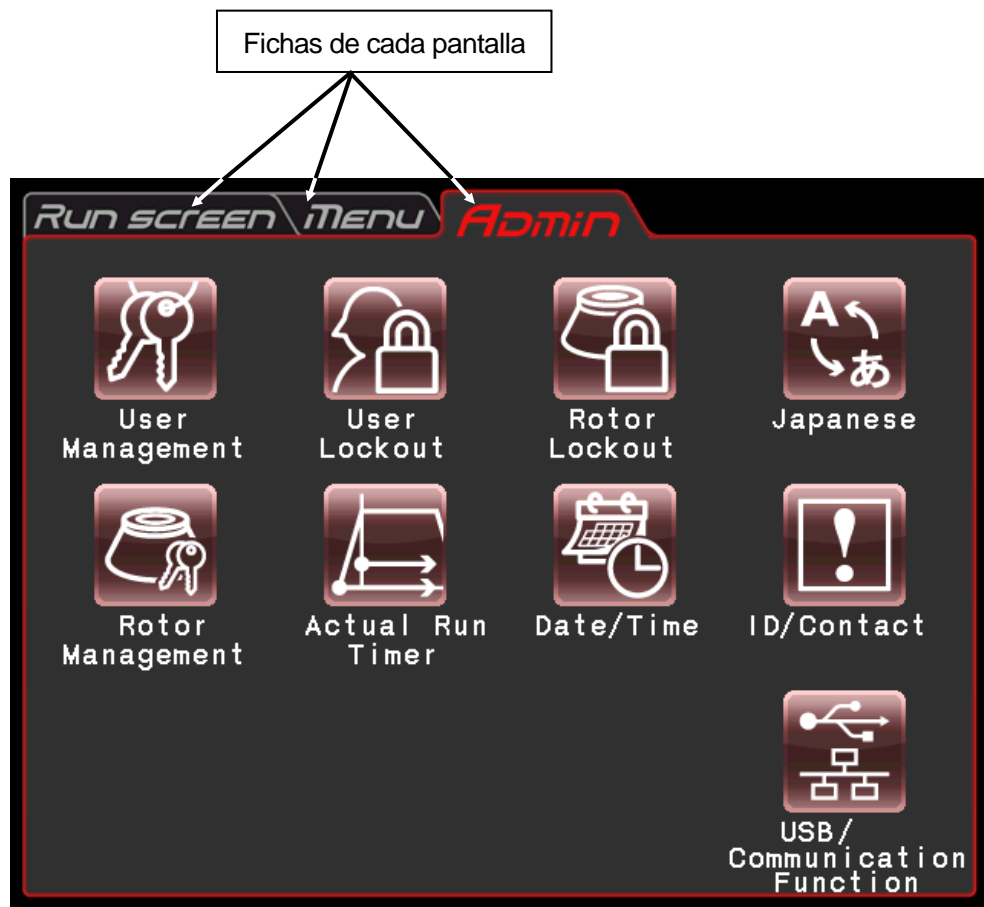 Fichas de cada pantalla
Run screen Menu Admin
User Management
User Lockout
Rotor Lockout
A あ
Japanese
Rotor Management
Actual Run Timer
Date/Time
ID/Contact
USB/
Communication
Function